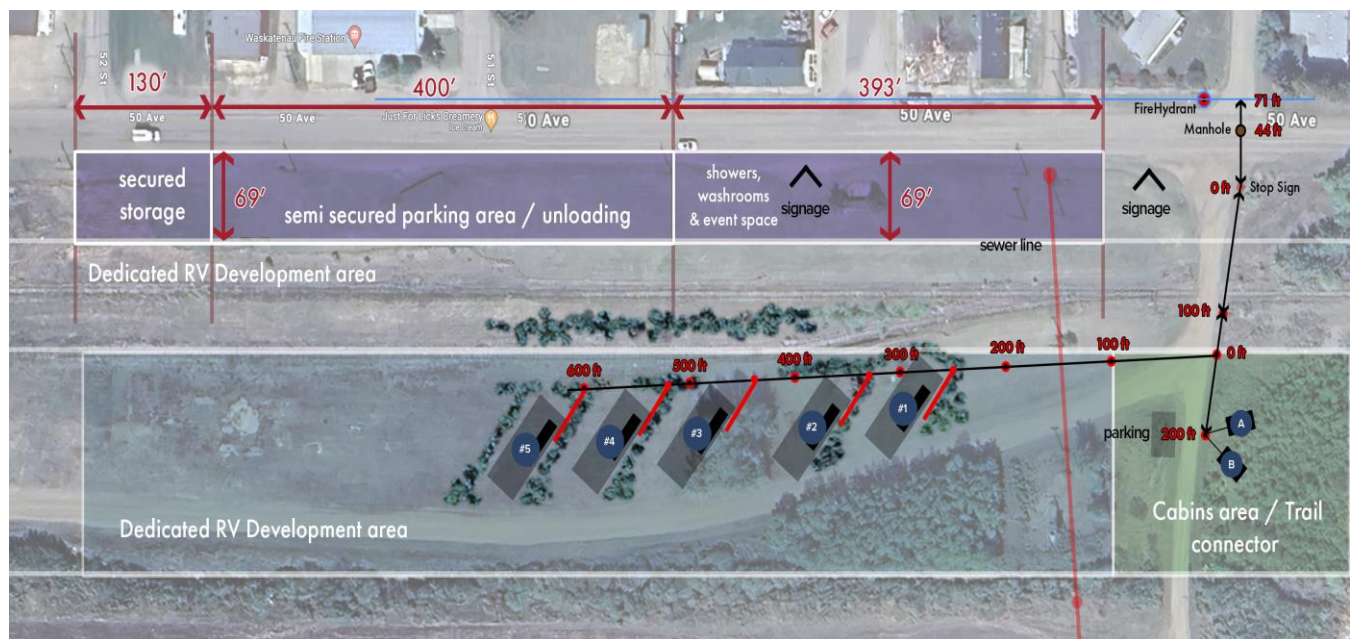 Waskatenau Fire Station
52 St
51 St
130'
400'
393'
50 Ave
50 Ave
Just For Licks Creamery
Ice Cream
50 Ave
50 Ave
FireHydrant
71 ft
Manhole
44 ft
50 Ave
secured
storage
69'
semi secured parking area / unloading
showers,
washrooms
& event space
signage
69'
signage
0 ft
Stop Sign
sewer line
Dedicated RV Development area
100 ft
600 ft
500 ft
400 ft
300 ft
200 ft
100 ft
0 ft
#5
#4
#3
#2
#1
parking
200 ft
A
B
Dedicated RV Development area
Cabins area / Trail
connector